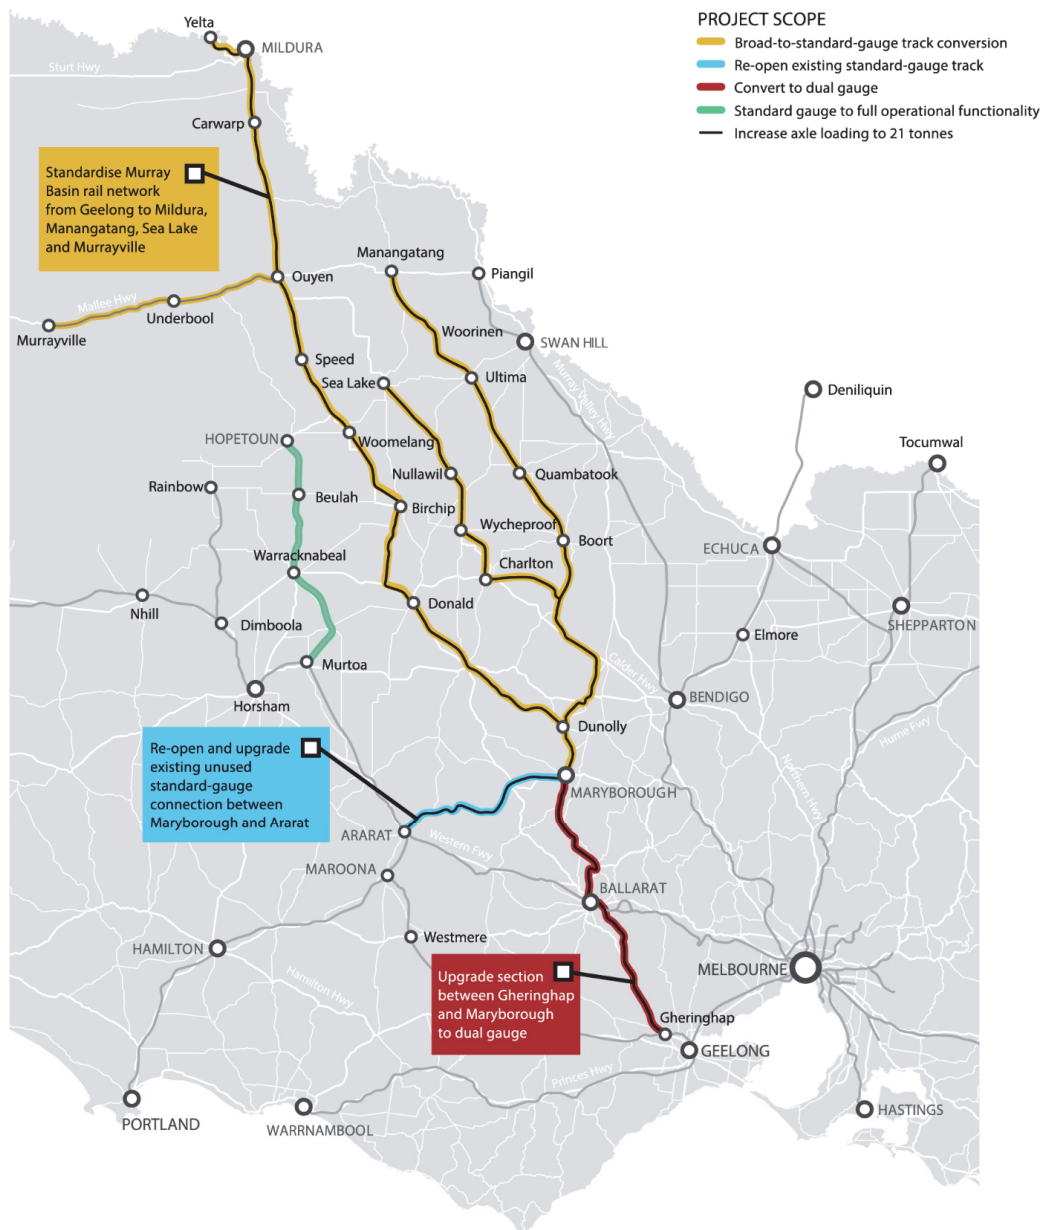 Yelta
MILDURA
Sturt Hwy
Carwarp
PROJECT SCOPE
Broad-to-standard-gauge track conversion
Re-open existing standard-gauge track
Convert to dual gauge
Standard gauge to full operational functionality
Increase axle loading to 21 tonnes
Standardise Murray
Basin rail network
from Geelong to Mildura,
Manangatang, Sea Lake
and Murrayville
Manangatang
Piangil
Ouyen
Mallee Hwy
Underbool
Murrayville
Woorinen
SWAN HILL
Speed
Sea Lake
Ultima
Murray Valley Hwy
Deniliquin
HOPETOUN
Woomelang
Tocumwal
Rainbow
Nullawil
Quambatook
Beulah
Birchip
Wycheproof
Boort
ECHUCA
Warracknabeal
Charlton
Nhill
Donald
Dimboola
Elmore
SHEPPARTON
Murtoa
Calder Hwy
BENDIGO
Horsham
Dunolly
Hume Fwy
Northern Hwy
Re-open and upgrade
existing unused
standard-gauge
connection between
Maryborough and Ararat
MARYBOROUGH
ARARAT
Western Fwy
MAROONA
BALLARAT
HAMILTON
Westmere
MELBOURNE
Hamilton Hwy
Upgrade section
between Gheringhap
and Maryborough
to dual gauge
Gheringhap
GEELONG
Princes Hwy
PORTLAND
WARRNAMBOOL
HASTINGS